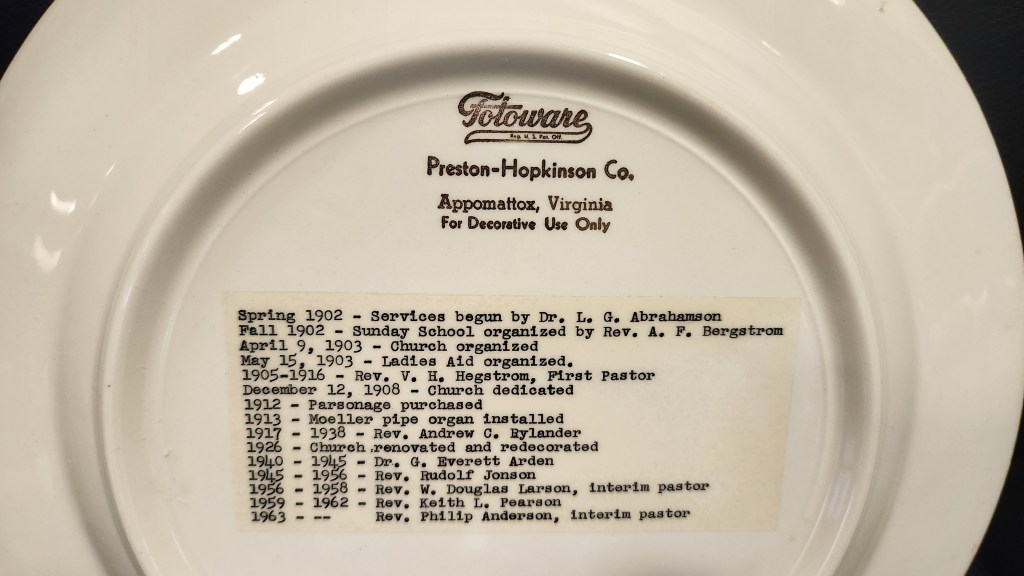 Fotoware
Reg. U. S. Pat. Off.
Preston-Hopkinson Co.
Appomattox, Virginia
For Decorative Use Only
Spring 1902 - Services begun by Dr. L. G. Abrahamson
Fall 1902 - Sunday School organized by Rev. A. F. Bergstrom
April 9, 1903 - Church organized
May 15, 1903 - Ladies Aid organized.
1905-1916 - Rev. V. H. Hegstrom, First Pastor
December 12, 1908 - Church dedicated
1912 - Parsonage purchased
1913 - Moeller pipe organ installed
1917 - 1938 - Rev. Andrew C. Rylander
1926 - Church renovated and redecorated
1940 - 1945 - Dr. G. Everett Arden
1945 - 1956 - Rev. Rudolf Jonson
1956 - 1958 - Rev. W. Douglas Larson, interim pastor
1959 - 1962 - Rev. Keith L. Pearson
1963 - -- Rev. Philip Anderson, interim pastor